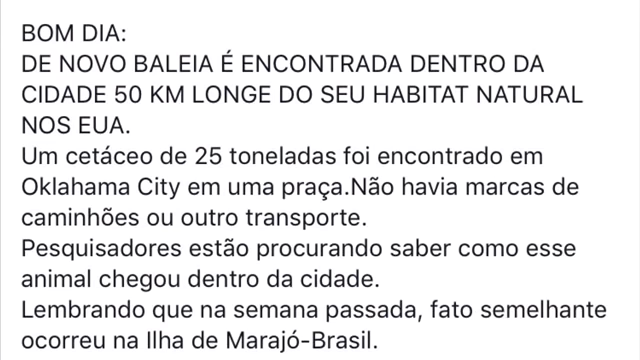 BOM DIA:
DE NOVO BALEIA É ENCONTRADA DENTRO DA
CIDADE 50 KM LONGE DO SEU HABITAT NATURAL
NOS EUA.
Um cetáceo de 25 toneladas foi encontrado em
Oklahama City em uma praça.Não havia marcas de
caminhões ou outro transporte.
Pesquisadores estão procurando saber como esse
animal chegou dentro da cidade.
Lembrando que na semana passada, fato semelhante
ocorreu na Ilha de Marajó-Brasil.